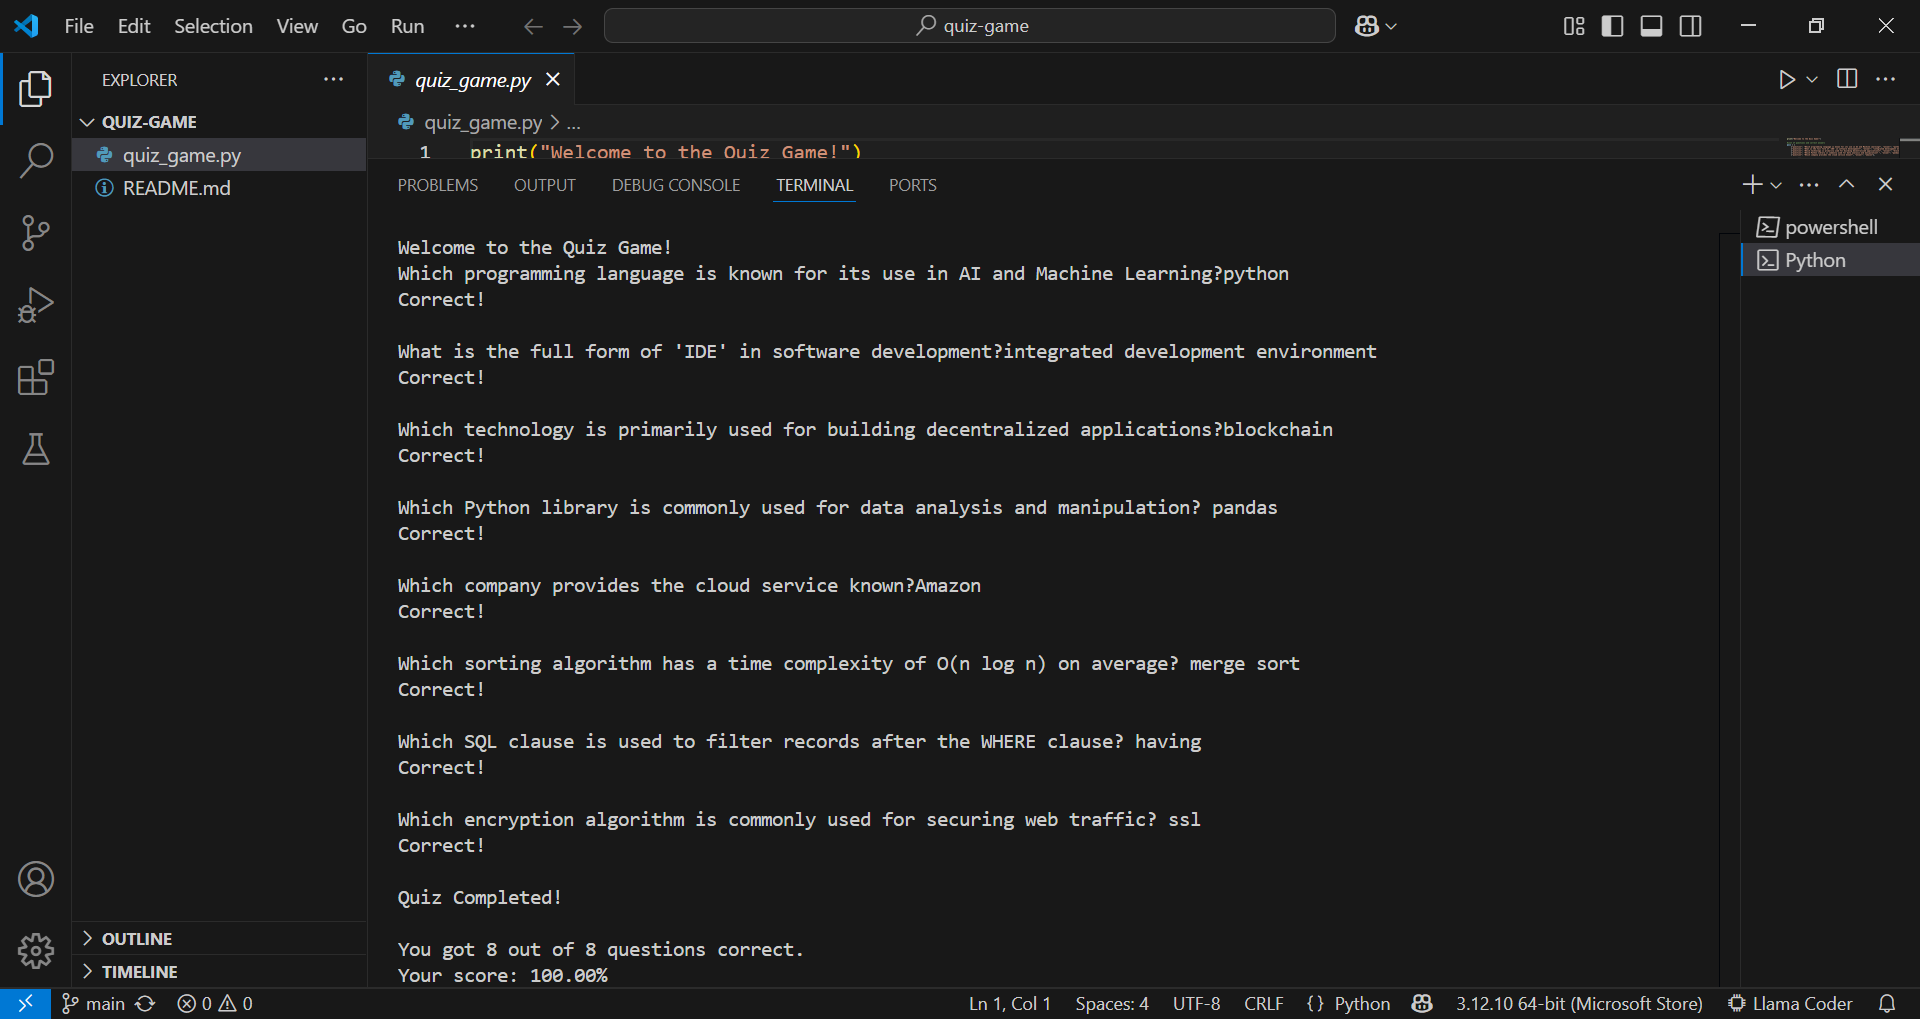 File Edit Selection View Go Run ··· quiz-game
EXPLORER ···
QUIZ-GAME
quiz_game.py
README.md
OUTLINE
TIMELINE
quiz_game.py
quiz_game.py > ...
1 print("Welcome to the Quiz Game!")
PROBLEMS OUTPUT DEBUG CONSOLE TERMINAL PORTS
powershell
Python
Welcome to the Quiz Game!
Which programming language is known for its use in AI and Machine Learning?python
Correct!
What is the full form of 'IDE' in software development?integrated development environment
Correct!
Which technology is primarily used for building decentralized applications?blockchain
Correct!
Which Python library is commonly used for data analysis and manipulation? pandas
Correct!
Which company provides the cloud service known?Amazon
Correct!
Which sorting algorithm has a time complexity of O(n log n) on average? merge sort
Correct!
Which SQL clause is used to filter records after the WHERE clause? having
Correct!
Which encryption algorithm is commonly used for securing web traffic? ssl
Correct!
Quiz Completed!
You got 8 out of 8 questions correct.
Your score: 100.00%
main 0 0 Ln 1, Col 1 Spaces: 4 UTF-8 CRLF {} Python 3.12.10 64-bit (Microsoft Store) Llama Coder